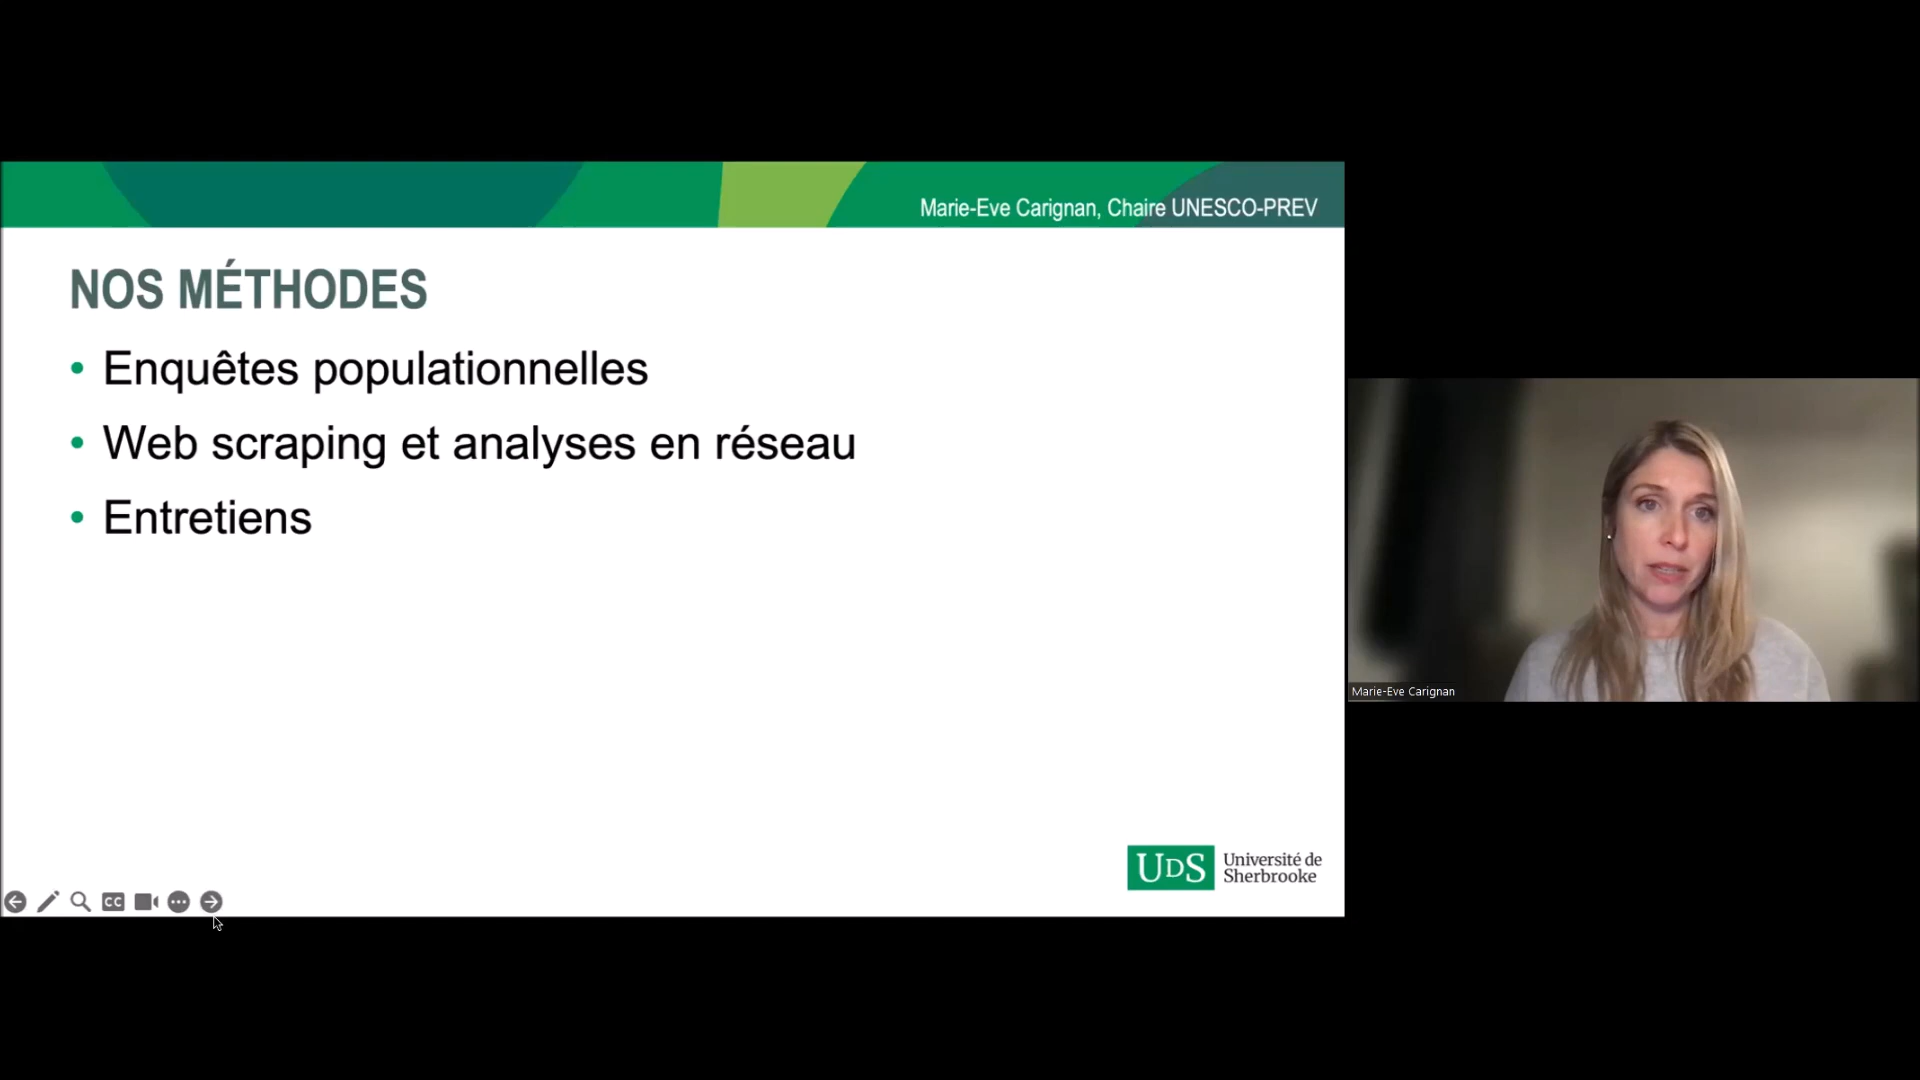 Marie-Eve Carignan, Chaire UNESCO-PREV
NOS MÉTHODES
• Enquêtes populationnelles
• Web scraping et analyses en réseau
• Entretiens
Marie-Eve Carignan
UDS Université de
Sherbrooke
CC